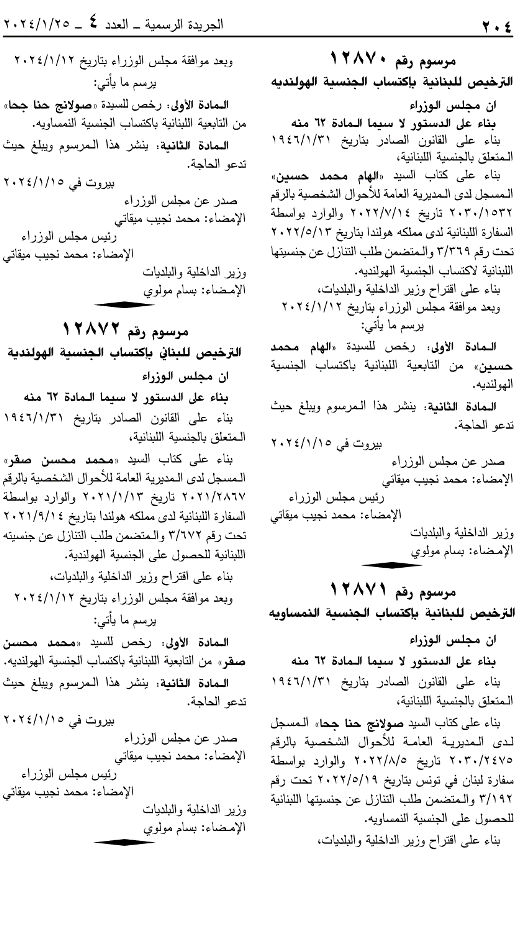 ٢٠٤
الجريدة الرسمية ــ العدد ٤ ــ ٢٠٢٤/١/٢٥
مرسوم رقم ١٢٨٧٠
الترخيص للبنانية بإكتساب الجنسية الهولنديه
ان مجلس الوزراء
بناء على الدستور لا سيما المادة ٦٢ منه
بناء على القانون الصادر بتاريخ ١٩٤٦/١/٣١
المتعلق بالجنسية اللبنانية،
بناء على كتاب السيد «الهام محمد حسين»
المسجل لدى المديرية العامة للأحوال الشخصية بالرقم
٢٠٣٠/١٥٣٢ تاريخ ٢٠٢٢/٧/١٤ والوارد بواسطة
السفارة اللبنانية لدى مملكه هولندا بتاريخ ٢٠٢٢/٥/١٣
تحت رقم ٣/٣٦٩ والمتضمن طلب التنازل عن جنسيتها
اللبنانية لاكتساب الجنسية الهولنديه.
بناء على اقتراح وزير الداخلية والبلديات،
وبعد موافقة مجلس الوزراء بتاريخ ٢٠٢٤/١/١٢
يرسم ما يأتي:
المادة الأولى: رخص للسيدة «الهام محمد
حسين» من التابعية اللبنانية باكتساب الجنسية
الهولنديه.
المادة الثانية: ينشر هذا المرسوم ويبلغ حيث
تدعو الحاجة.
بيروت في ٢٠٢٤/١/١٥
صدر عن مجلس الوزراء
الإمضاء: محمد نجيب ميقاتي
رئيس مجلس الوزراء
الإمضاء: محمد نجيب ميقاتي
وزير الداخلية والبلديات
الإمضاء: بسام مولوي
مرسوم رقم ١٢٨٧١
الترخيص للبنانية بإكتساب الجنسية النمساويه
ان مجلس الوزراء
بناء على الدستور لا سيما المادة ٦٢ منه
بناء على القانون الصادر بتاريخ ١٩٤٦/١/٣١
المتعلق بالجنسية اللبنانية،
بناء على كتاب السيد صولانج حنا جحا» المسجل
لدى المديرية العامة للأحوال الشخصية بالرقم
٢٠٣٠/٢٤٧٥ تاريخ ٢٠٢٢/٨/٥ والوارد بواسطة
سفارة لبنان في تونس بتاريخ ٢٠٢٢/٥/١٩ تحت رقم
٣/١٩٢ والمتضمن طلب التنازل عن جنسيتها اللبنانية
للحصول على الجنسية النمساويه.
بناء على اقتراح وزير الداخلية والبلديات،
وبعد موافقة مجلس الوزراء بتاريخ ٢٠٢٤/١/١٢
يرسم ما يأتي:
المادة الأولى: رخص للسيدة «صولانج حنا جحا»
من التابعية اللبنانية باكتساب الجنسية النمساويه.
المادة الثانية: ينشر هذا المرسوم ويبلغ حيث
تدعو الحاجة.
بيروت في ٢٠٢٤/١/١٥
صدر عن مجلس الوزراء
الإمضاء: محمد نجيب ميقاتي
رئيس مجلس الوزراء
الإمضاء: محمد نجيب ميقاتي
وزير الداخلية والبلديات
الإمضاء: بسام مولوي
مرسوم رقم ١٢٨٧٢
الترخيص للبناني بإكتساب الجنسية الهولندية
ان مجلس الوزراء
بناء على الدستور لا سيما المادة ٦٢ منه
بناء على القانون الصادر بتاريخ ١٩٤٦/١/٣١
المتعلق بالجنسية اللبنانية،
بناء على كتاب السيد «محمد محسن صقر»
المسجل لدى المديرية العامة للأحوال الشخصية بالرقم
٢٠٢١/٢٨٦٧ تاريخ ٢٠٢١/١/١٣ والوارد بواسطة
السفارة اللبنانية لدى مملكه هولندا بتاريخ ٢٠٢١/٩/١٤
تحت رقم ٣/٦٧٢ والمتضمن طلب التنازل عن جنسيته
اللبنانية للحصول على الجنسية الهولندية.
بناء على اقتراح وزير الداخلية والبلديات،
وبعد موافقة مجلس الوزراء بتاريخ ٢٠٢٤/١/١٢
يرسم ما يأتي:
المادة الأولى: رخص للسيد «محمد محسن
صقر» من التابعية اللبنانية باكتساب الجنسية الهولنديه.
المادة الثانية: ينشر هذا المرسوم ويبلغ حيث
تدعو الحاجة.
بيروت في ٢٠٢٤/١/١٥
صدر عن مجلس الوزراء
الإمضاء: محمد نجيب ميقاتي
رئيس مجلس الوزراء
الإمضاء: محمد نجيب ميقاتي
وزير الداخلية والبلديات
الإمضاء: بسام مولوي